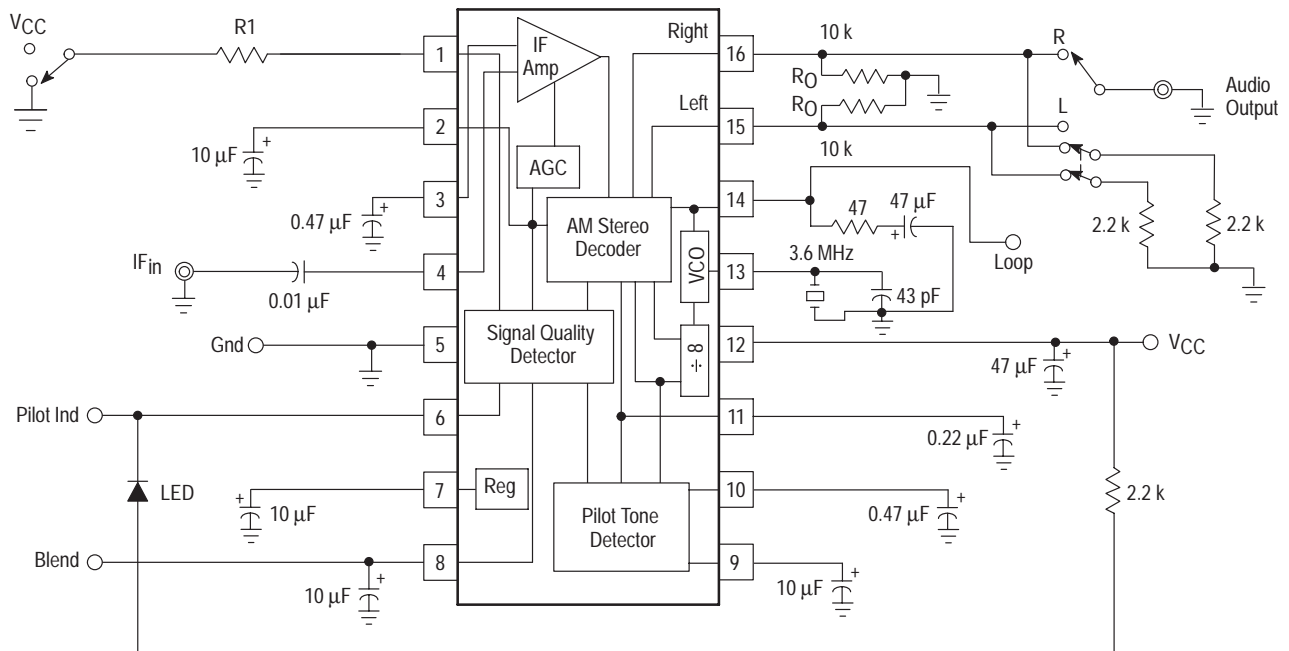 VCC
R1
1
IF
Amp
Right
16
10 k
RO
R
Audio
Output
10 µF
+
2
AGC
Left
15
RO
10 k
L
0.47 µF
+
3
AM Stereo
Decoder
14
47
47 µF
+
Loop
2.2 k
2.2 k
IFin
0.01 µF
4
VCO
13
3.6 MHz
43 pF
Gnd
5
Signal Quality
Detector
÷ 8
12
47 µF
+
VCC
Pilot Ind
6
11
0.22 µF
+
LED
10 µF
+
7
Reg
Pilot Tone
Detector
10
0.47 µF
+
2.2 k
Blend
10 µF
+
8
9
10 µF
+